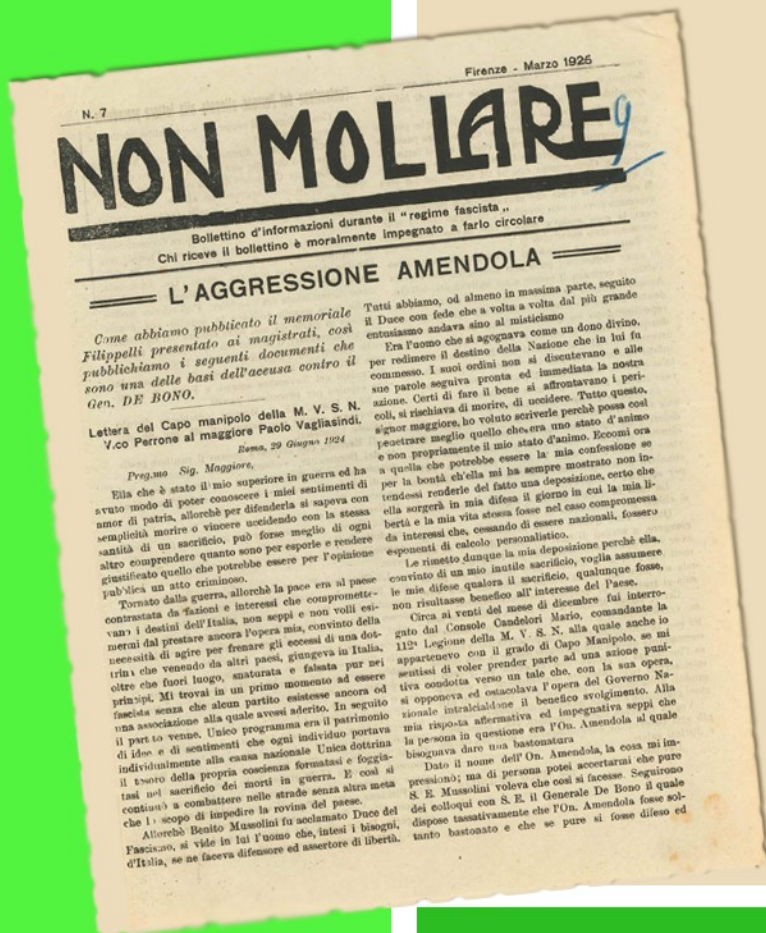 N. 7
Firenze - Marzo 1925
NON MOLLARE
9
Bollettino d'informazioni durante il "regime fascista „
Chi riceve il bollettino è moralmente impegnato a farlo circolare
L'AGGRESSIONE AMENDOLA
Come abbiamo pubblicato il memoriale
Filippelli presentato ai magistrati, così
pubblichiamo i seguenti documenti che
sono una delle basi dell'accusa contro il
Gen. DE BONO.
Lettera del Capo manipolo della M. V. S. N.
V.co Perrone al maggiore Paolo Vagliasindi.
Roma, 29 Giugno 1924
Preg.mo Sig. Maggiore,
Ella che è stato il mio superiore in guerra ed ha
avuto modo di poter conoscere i miei sentimenti di
amor di patria, allorchè per difenderla si sapeva con
semplicità morire o vincere uccidendo con la stessa
santità di un sacrificio, può forse meglio di ogni
altro comprendere quanto sono per esporle e rendere
giustificato quello che potrebbe essere per l'opinione
pubblica un atto criminoso.
Tornato dalla guerra, allorchè la pace era al paese
contrastata da fazioni e interessi che compromette-
vano i destini dell'Italia, non seppi e non volli esi-
mermi dal prestare ancora l'opera mia, convinto della
necessità di agire per frenare gli eccessi di una dot-
trina che venendo da altri paesi, giungeva in Italia,
oltre che fuori luogo, snaturata e falsata pur nei
principi. Mi trovai in un primo momento ad essere
fascista senza che alcun partito esistesse ancora od
una associazione alla quale avessi aderito. In seguito
il partito venne. Unico programma era il patrimonio
di idee e di sentimenti che ogni individuo portava
individualmente alla causa nazionale Unica dottrina
il tesoro della propria coscienza formatasi e foggia-
tasi nel sacrificio dei morti in guerra. E così si
continuò a combattere nelle strade senza altra meta
che lo scopo di impedire la rovina del paese.
Allorchè Benito Mussolini fu acclamato Duce del
Fascismo, si vide in lui l'uomo che, intesi i bisogni,
d'Italia, se ne faceva difensore ed assertore di libertà.
Tutti abbiamo, od almeno in massima parte, seguito
il Duce con fede che a volta a volta dal più grande
entusiasmo andava sino al misticismo
Era l'uomo che si agognava come un dono divino,
per redimere il destino della Nazione che in lui fu
commesso. I suoi ordini non si discutevano e alle
sue parole seguiva pronta ed immediata la nostra
azione. Certi di fare il bene si affrontavano i peri-
coli, si rischiava di morire, di uccidere. Tutto questo,
signor maggiore, ho voluto scriverle perchè possa così
penetrare meglio quello che era uno stato d'animo
e non propriamente il mio stato d'animo. Eccomi ora
a quella che potrebbe essere la mia confessione se
per la bontà ch'ella mi ha sempre mostrato non in-
tendessi renderle del fatto una deposizione, certo che
ella sorgerà in mia difesa il giorno in cui la mia li-
bertà e la mia vita stessa fosse nel caso compromessa
da interessi che, cessando di essere nazionali, fossero
esponenti di calcolo personalistico.
Le rimetto dunque la mia deposizione perchè ella,
convinto di un mio inutile sacrificio, voglia assumere
le mie difese qualora il sacrificio, qualunque fosse,
non risultasse benefico all'interesse del Paese.
Circa ai venti del mese di dicembre fui interro-
gato dal Console Candelori Mario, comandante la
112ª Legione della M. V. S. N. alla quale anche io
appartenevo con il grado di Capo Manipolo, se mi
sentissi di voler prendere parte ad una azione puni-
tiva condotta verso un tale che, con la sua opera,
si opponeva ed ostacolava l'opera del Governo Na-
zionale intralciandone il benefico svolgimento. Alla
mia risposta affermativa ed impegnativa seppi che
la persona in questione era l'On. Amendola al quale
bisognava dare una bastonatura
Dato il nome dell'On. Amendola, la cosa mi im-
pressionò; ma di persona potei accertarmi che pure
S. E. Mussolini voleva che così si facesse. Seguirono
dei colloqui con S. E. il Generale De Bono il quale
dispose tassativamente che l'On. Amendola fosse sol-
tanto bastonato e che se pure si fosse difeso ed